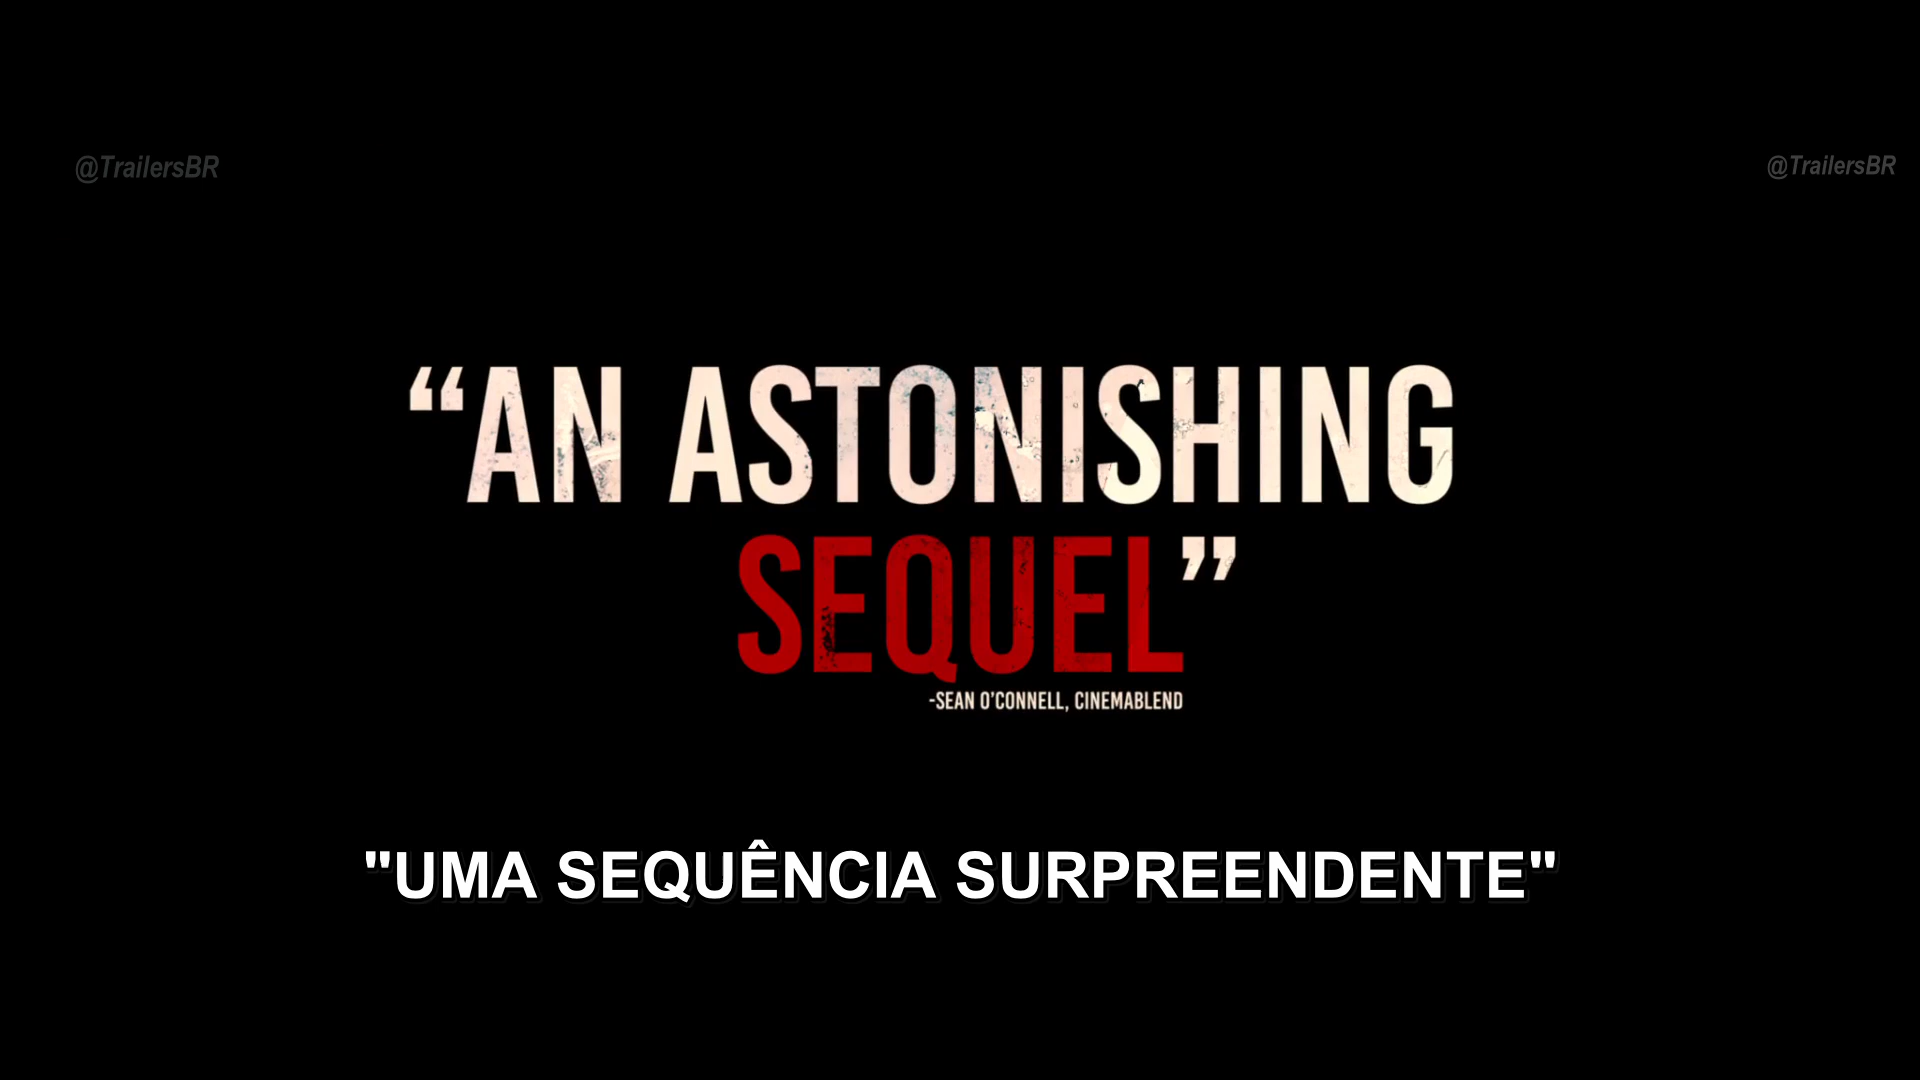 @TrailersBR
@TrailersBR
“AN ASTONISHING
SEQUEL”
-SEAN O'CONNELL, CINEMABLEND
"UMA SEQUÊNCIA SURPREENDENTE"